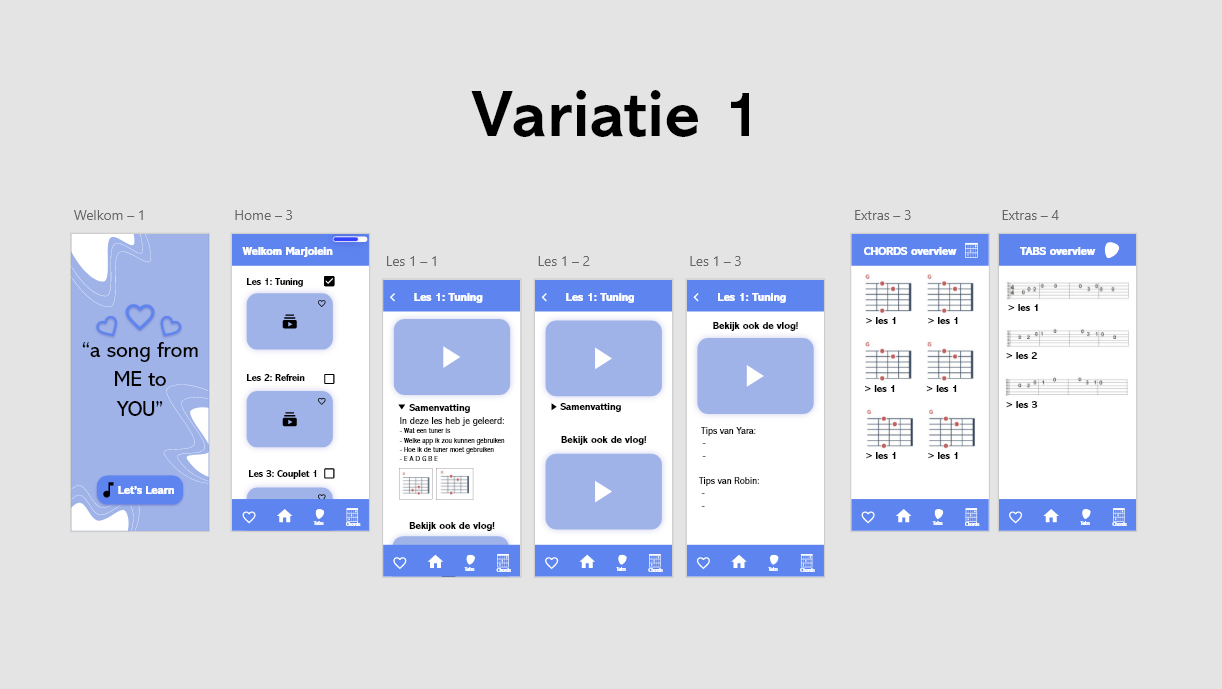 Variatie 1
Welkom – 1
“a song from
ME to
YOU”
Let's Learn
Home – 3
Welkom Marjolein
Les 1: Tuning
Les 2: Refrein
Les 3: Couplet 1
Tabs
Chords
Les 1 – 1
Les 1: Tuning
Samenvatting
In deze les heb je geleerd:
- Wat een tuner is
- Welke app ik zou kunnen gebruiken
- Hoe ik de tuner moet gebruiken
- E A D G B E
G
Bekijk ook de vlog!
Tabs
Chords
Les 1 – 2
Les 1: Tuning
Samenvatting
Bekijk ook de vlog!
Tabs
Chords
Les 1 – 3
Les 1: Tuning
Bekijk ook de vlog!
Tips van Yara:
-
-
Tips van Robin:
-
-
Tabs
Chords
Extras – 3
CHORDS overview
G G
> les 1 > les 1
G G
> les 1 > les 1
G G
> les 1 > les 1
Tabs
Chords
Extras – 4
TABS overview
> les 1
> les 2
> les 3
Tabs
Chords